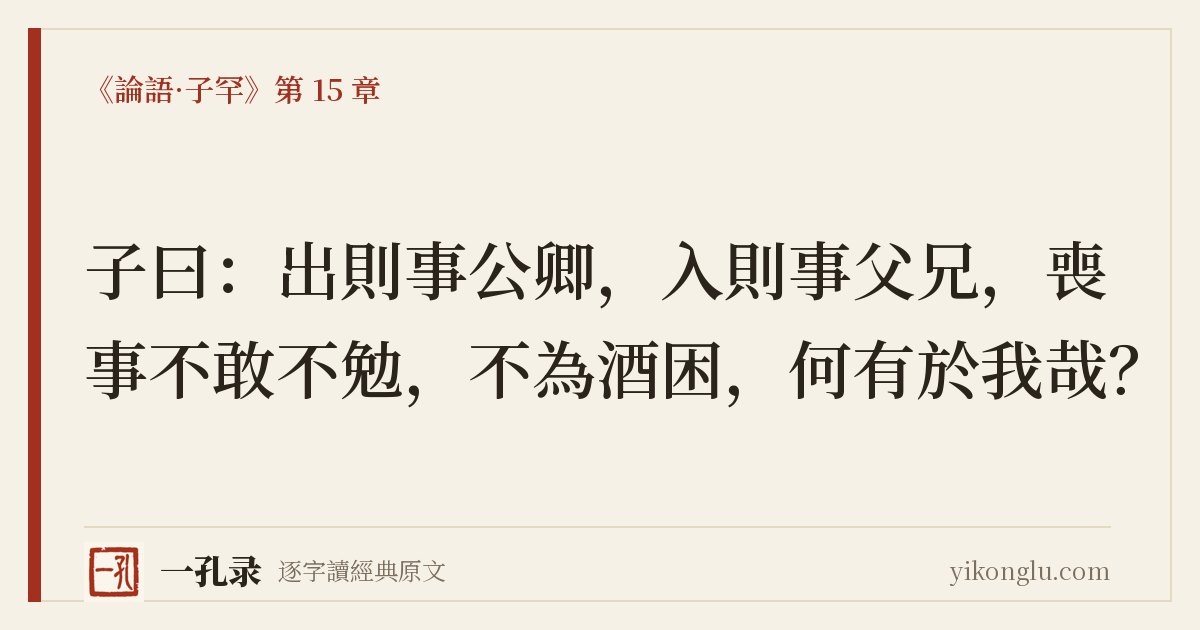 《論語·子罕》第 15 章
子曰：出則事公卿，入則事父兄，喪
事不敢不勉，不為酒困，何有於我哉？
一孔
一孔录 逐字讀經典原文
yikonglu.com